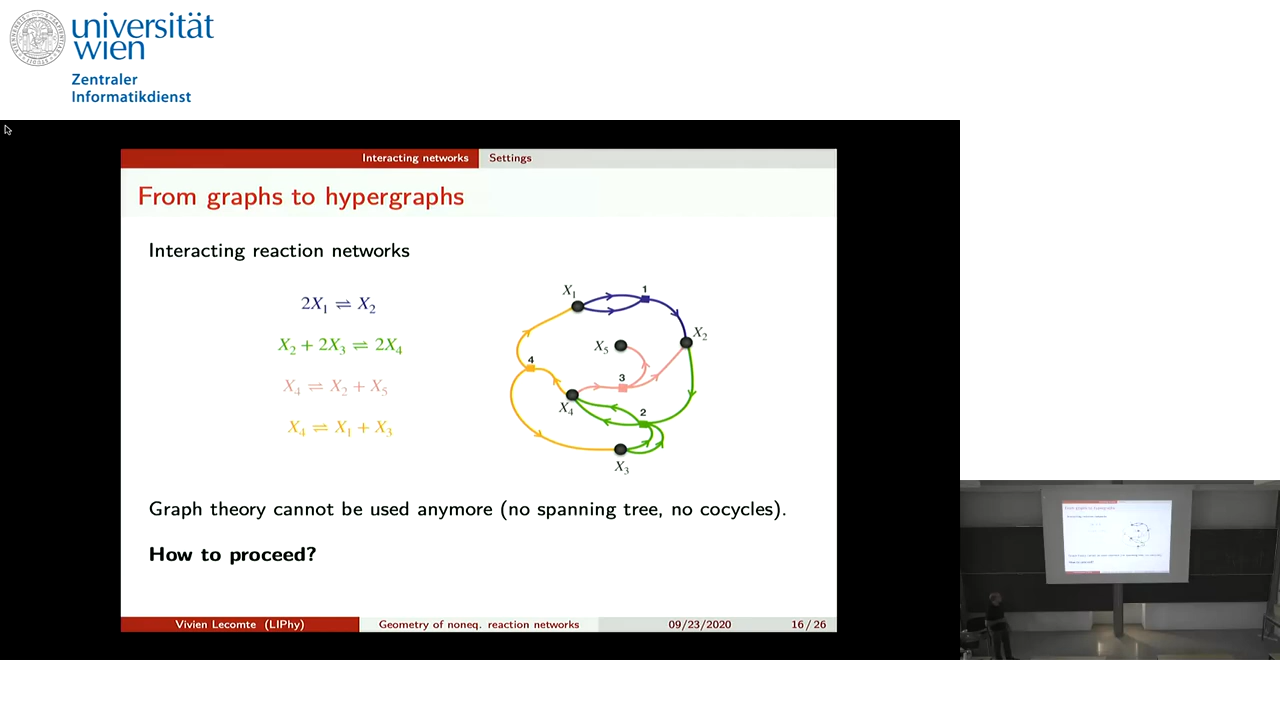 universität
wien
Zentraler
Informatikdienst
Interacting networks Settings
From graphs to hypergraphs
Interacting reaction networks
2X₁ ⇌ X₂
X₂ + 2X₃ ⇌ 2X₄
X₄ ⇌ X₂ + X₅
X₄ ⇌ X₁ + X₃
X₁
1
X₂
X₅
4
3
X₄
2
X₃
Graph theory cannot be used anymore (no spanning tree, no cocycles).
How to proceed?
Vivien Lecomte (LIPhy) Geometry of noneq. reaction networks 09/23/2020 16 / 26